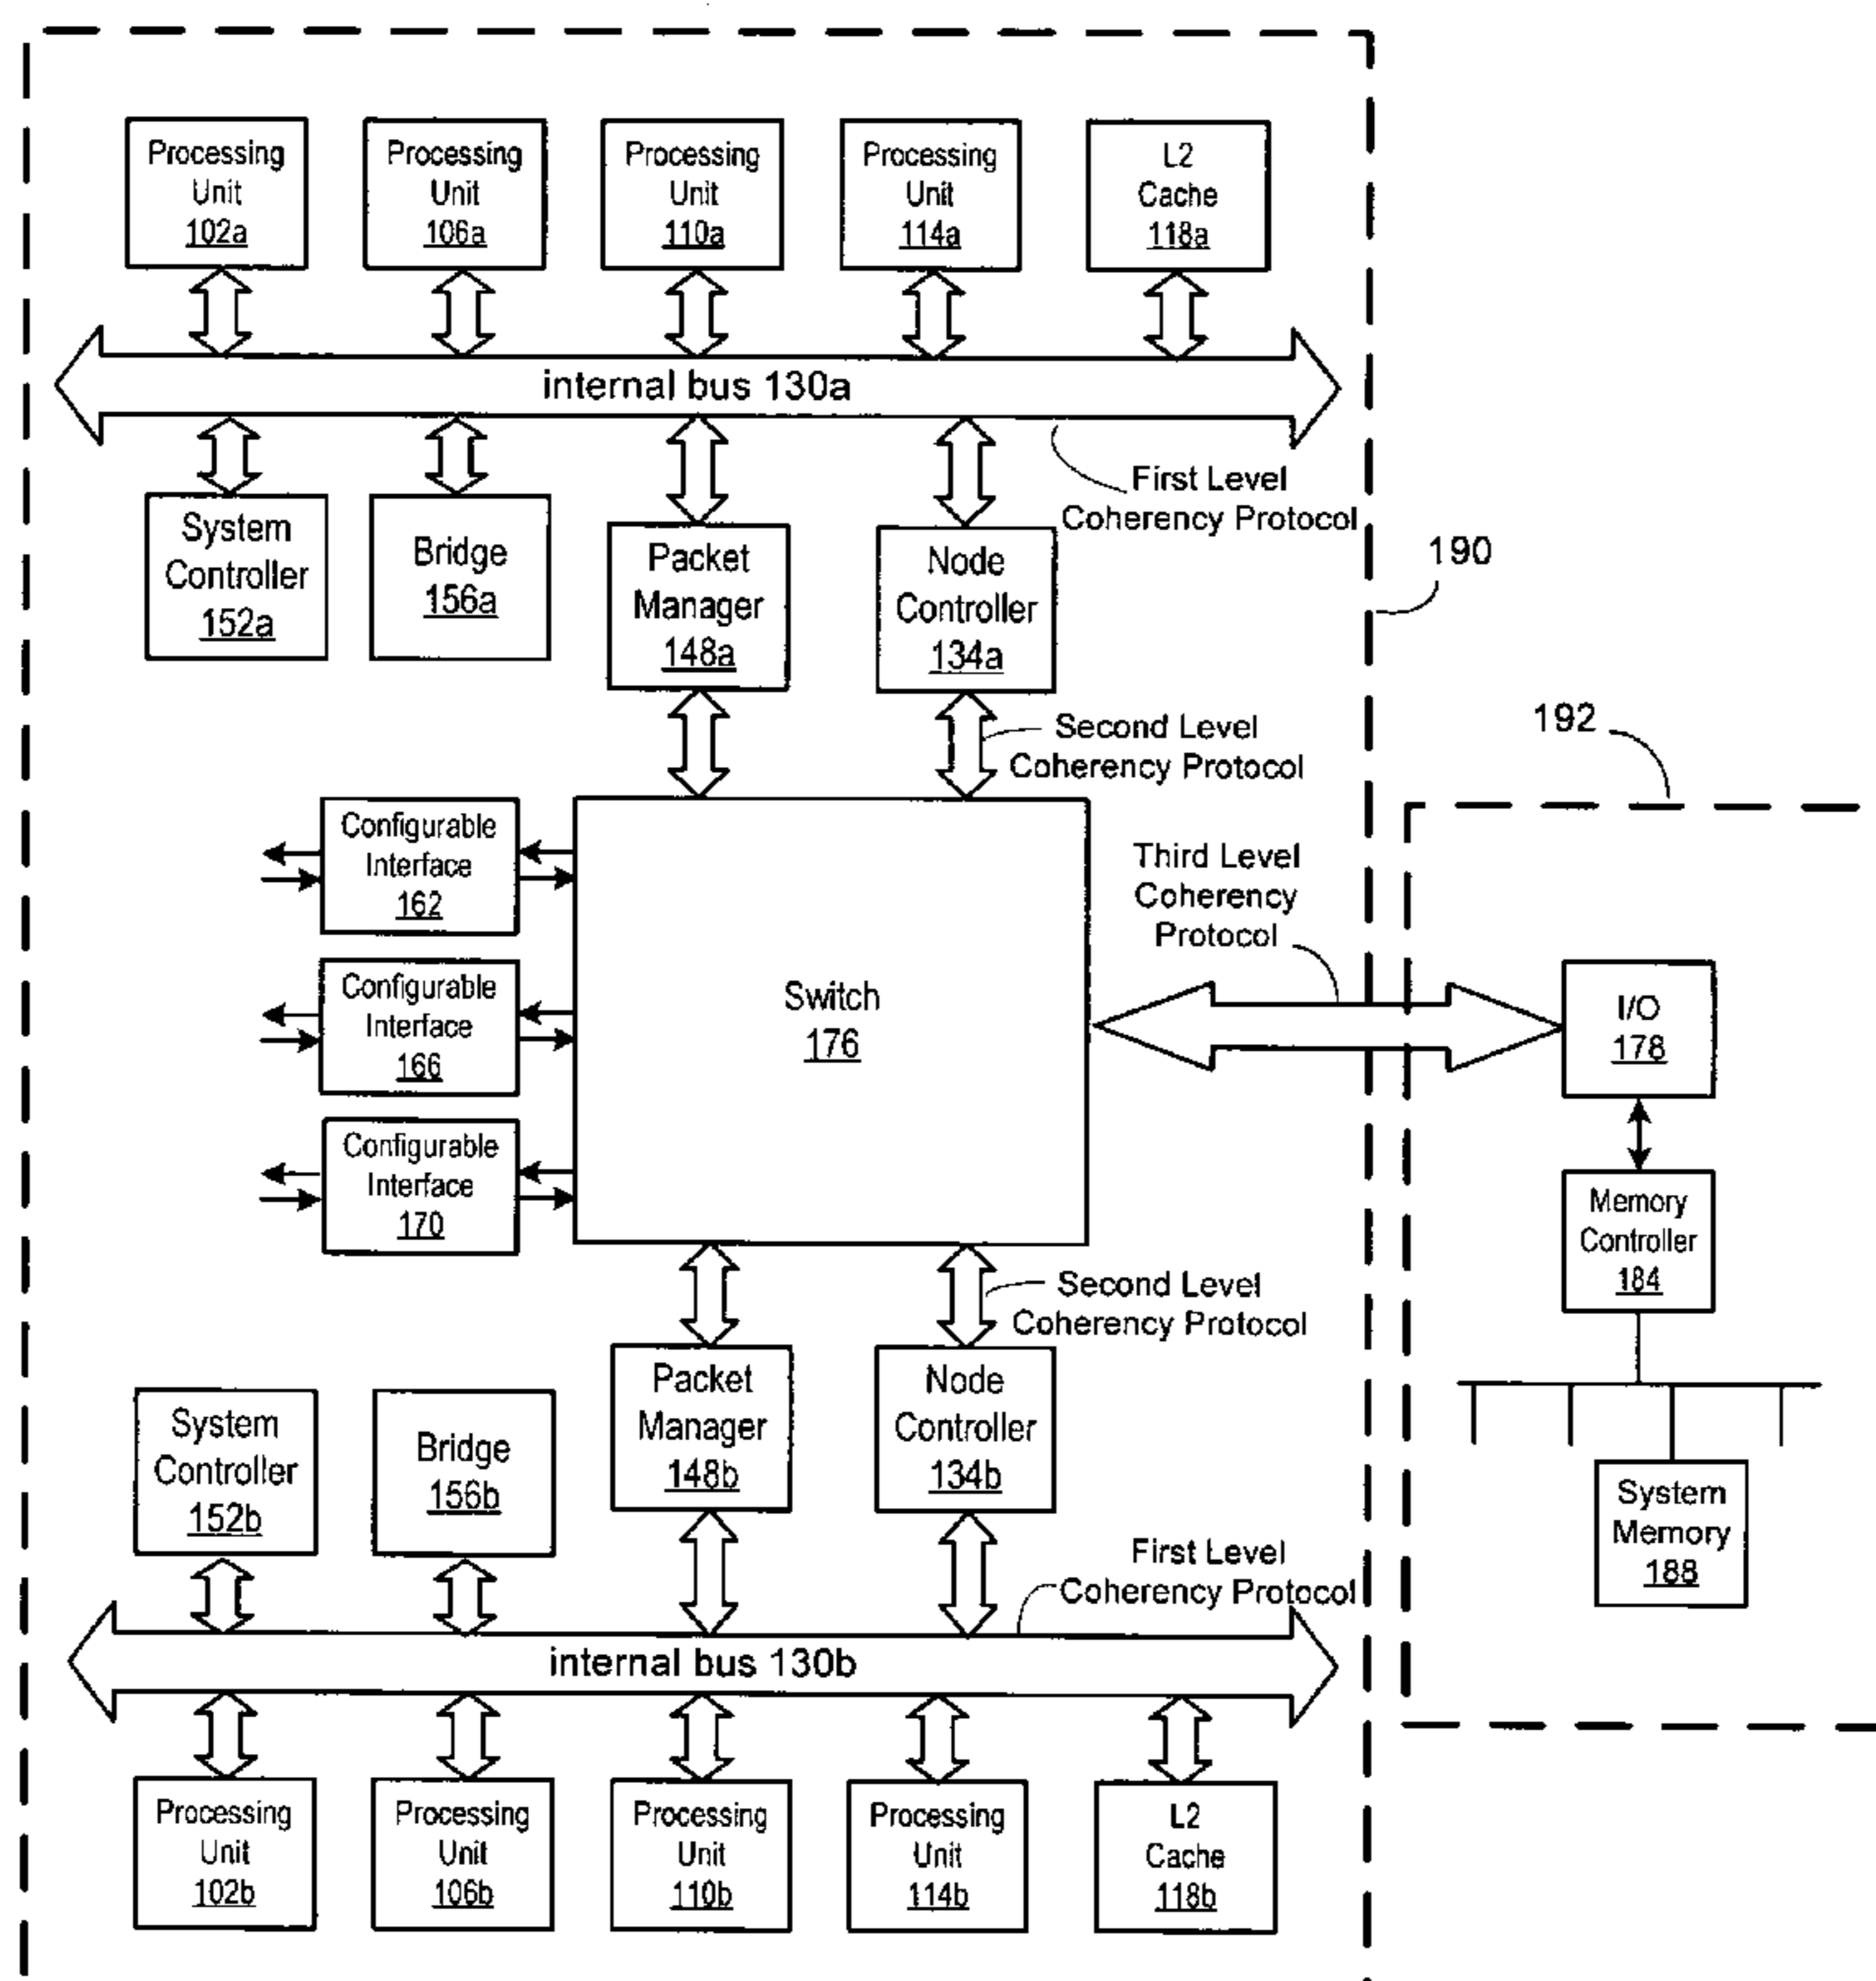 Processing
Unit
102a
Processing
Unit
106a
Processing
Unit
110a
Processing
Unit
114a
L2
Cache
118a
internal bus 130a
First Level
Coherency Protocol
System
Controller
152a
Bridge
156a
Packet
Manager
148a
Node
Controller
134a
190
Second Level
Coherency Protocol
192
Configurable
Interface
162
Configurable
Interface
166
Configurable
Interface
170
Switch
176
Third Level
Coherency
Protocol
I/O
178
Memory
Controller
184
System
Memory
188
Second Level
Coherency Protocol
System
Controller
152b
Bridge
156b
Packet
Manager
148b
Node
Controller
134b
First Level
Coherency Protocol
internal bus 130b
Processing
Unit
102b
Processing
Unit
106b
Processing
Unit
110b
Processing
Unit
114b
L2
Cache
118b